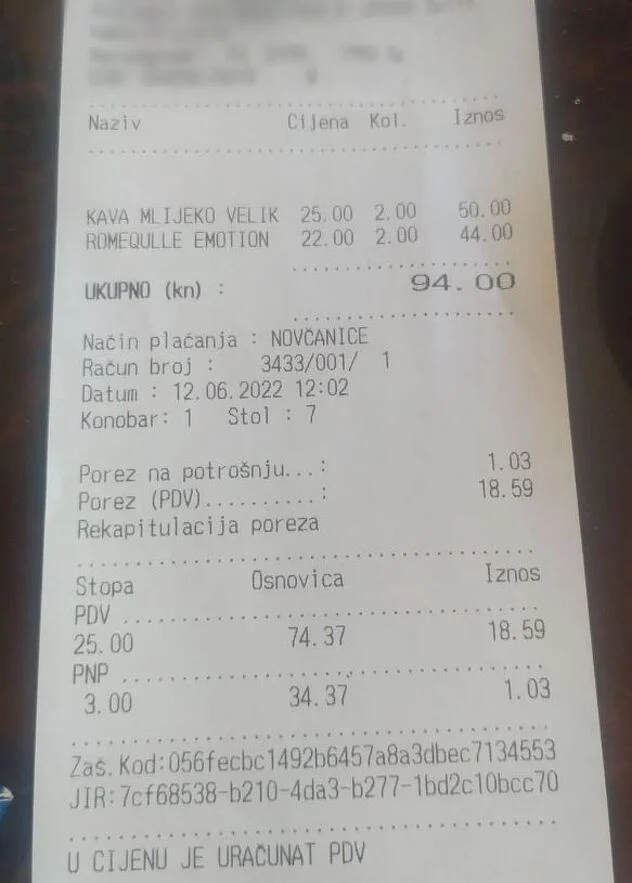 Naziv Cijena Kol. Iznos
KAVA MLIJEKO VELIK 25.00 2.00 50.00
ROMEQULLE EMOTION 22.00 2.00 44.00
UKUPNO (kn) : 94.00
Način plaćanja : NOVČANICE
Račun broj : 3433/001/ 1
Datum : 12.06.2022 12:02
Konobar: 1 Stol : 7
Porez na potrošnju...: 1.03
Porez (PDV)..........: 18.59
Rekapitulacija poreza
Stopa Osnovica Iznos
PDV
25.00 74.37 18.59
PNP
3.00 34.37 1.03
Zaš.Kod:056fecbc1492b6457a8a3dbec7134553
JIR:7cf68538-b210-4da3-b277-1bd2c10bcc70
U CIJENU JE URAČUNAT PDV